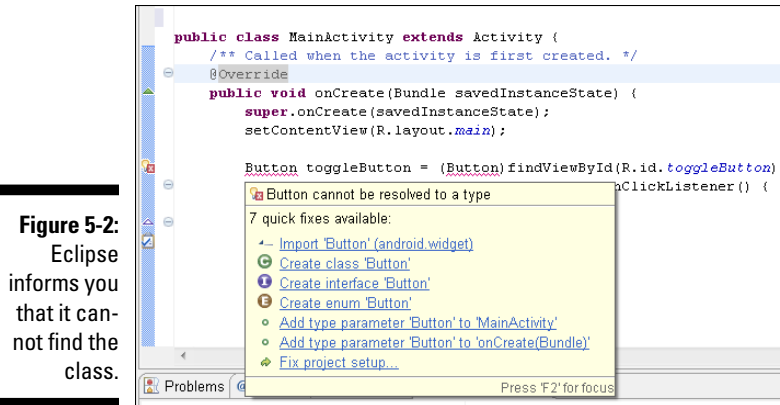 public class MainActivity extends Activity {
/** Called when the activity is first created. */
@Override
public void onCreate(Bundle savedInstanceState) {
super.onCreate(savedInstanceState);
setContentView(R.layout.main);
Button toggleButton = (Button)findViewById(R.id.toggleButton)
nClickListener() {
Button cannot be resolved to a type
7 quick fixes available:
Import 'Button' (android.widget)
Create class 'Button'
Create interface 'Button'
Create enum 'Button'
Add type parameter 'Button' to 'MainActivity'
Add type parameter 'Button' to 'onCreate(Bundle)'
Fix project setup...
Press 'F2' for focus
Problems @
Figure 5-2:
Eclipse
informs you
that it can-
not find the
class.